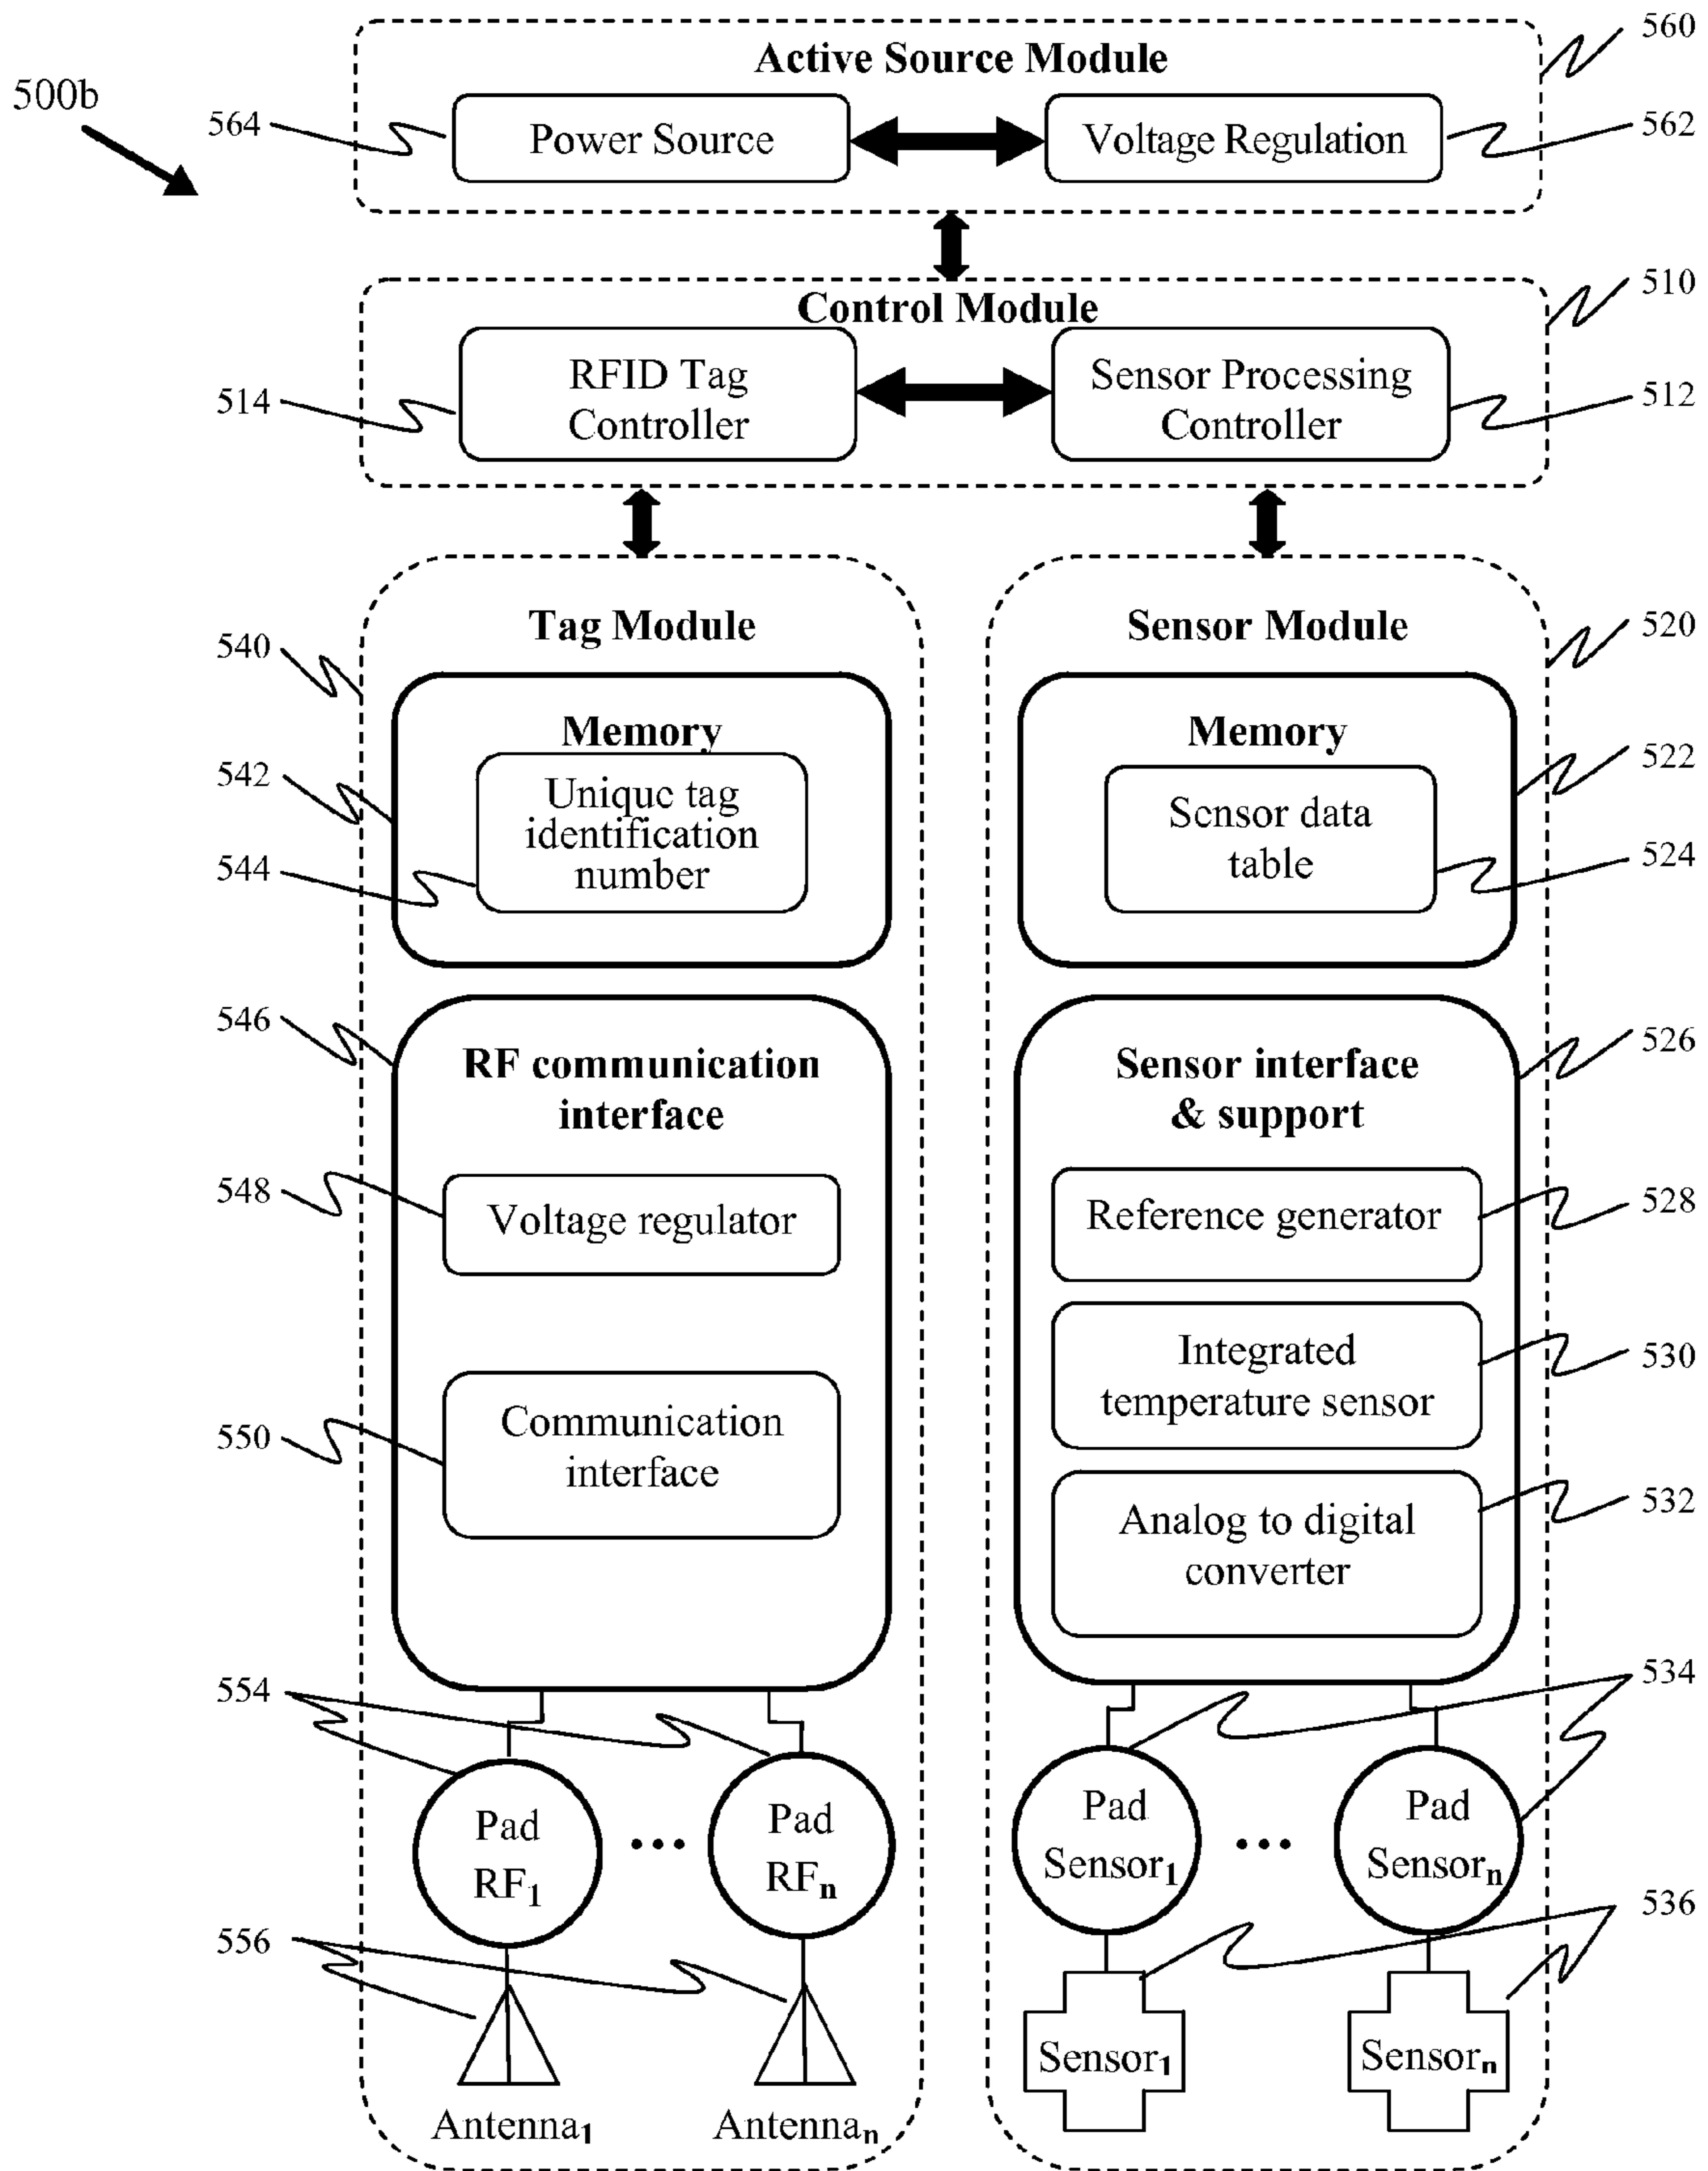 560
Active Source Module
500b
564
Power Source
Voltage Regulation
562
510
Control Module
RFID Tag
Controller
Sensor Processing
Controller
514
512
Tag Module
Sensor Module
540
520
Memory
Memory
542
522
Unique tag
identification
number
Sensor data
table
544
524
546
526
RF communication
interface
Sensor interface
& support
548
528
Voltage regulator
Reference generator
Integrated
temperature sensor
530
550
Communication
interface
532
Analog to digital
converter
554
534
Pad
RF1
...
Pad
RFn
Pad
Sensor1
...
Pad
Sensorn
556
536
Sensor1
Sensorn
Antenna1
Antennan